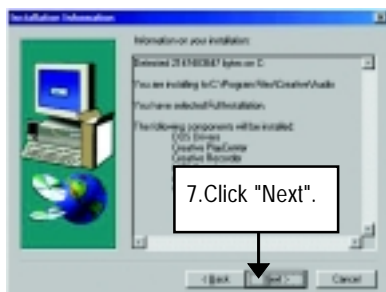 Installation Information
Information on your installation:
Detected 2147483647 bytes on C:
You are installing to C:\Program Files\Creative\Audio
You have selected Full Installation.
The following components will be installed:
DOS Drivers
Creative PlayCenter
Creative Recorder
7.Click "Next".
< Back
Next >
Cancel